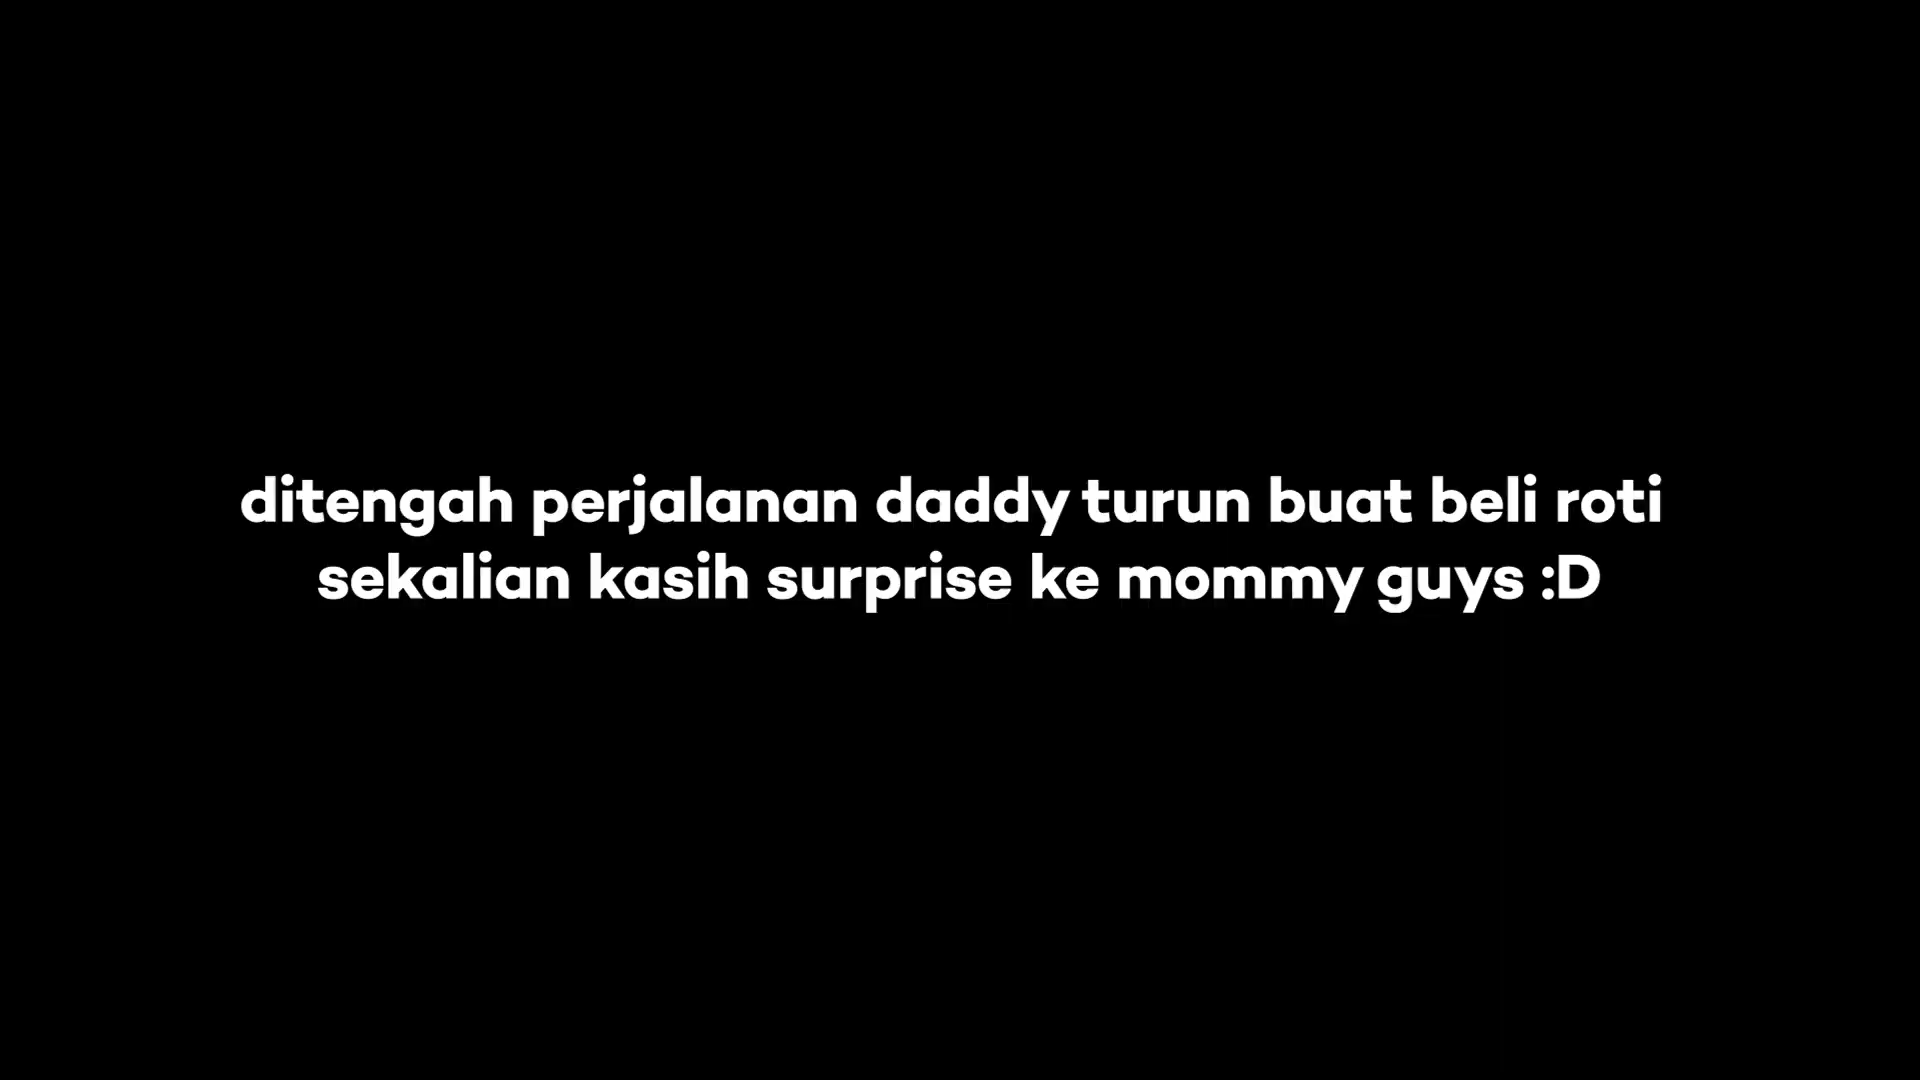 ditengah perjalanan daddy turun buat beli roti
sekalian kasih surprise ke mommy guys :D